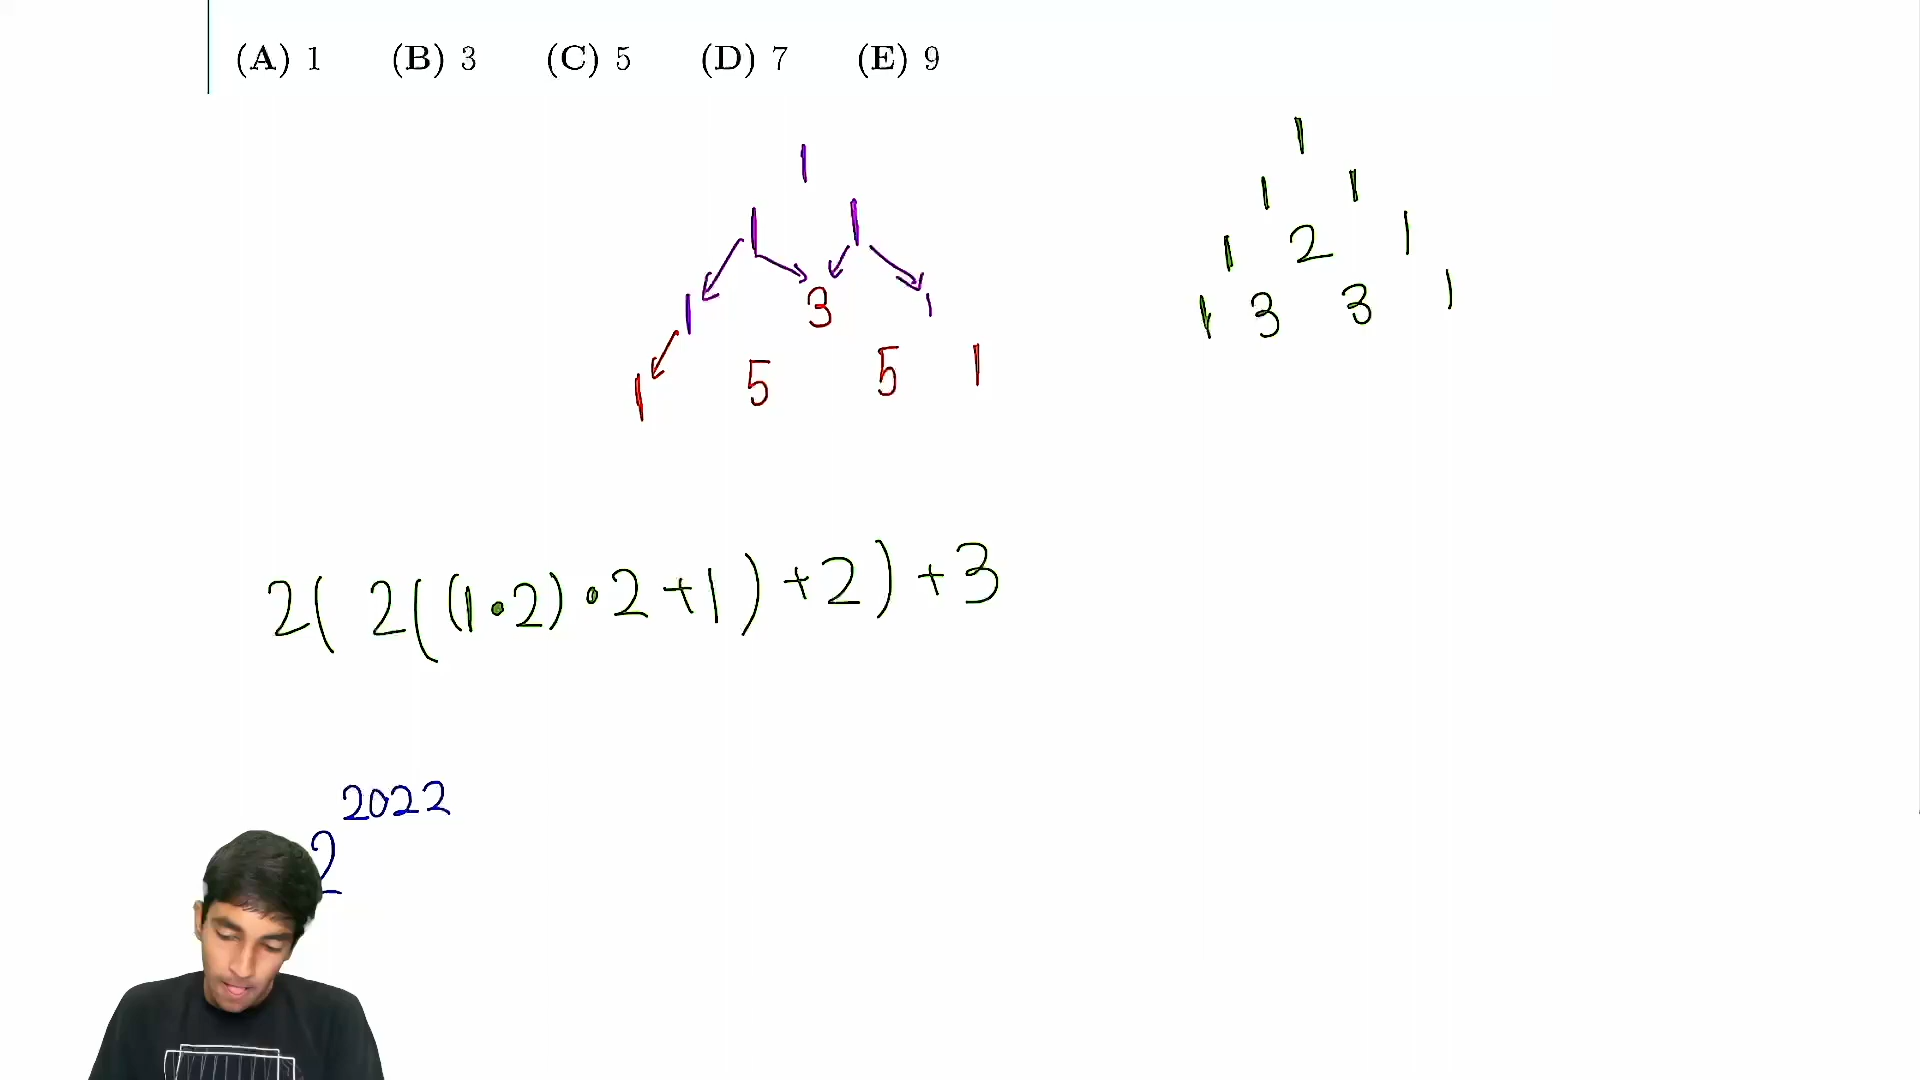 (A) 1 (B) 3 (C) 5 (D) 7 (E) 9
1
1 1
1 3 1
1 5 5 1
1
1 1
1 2 1
1 3 3 1
2( 2((1•2)•2+1)+2)+3
2^2022